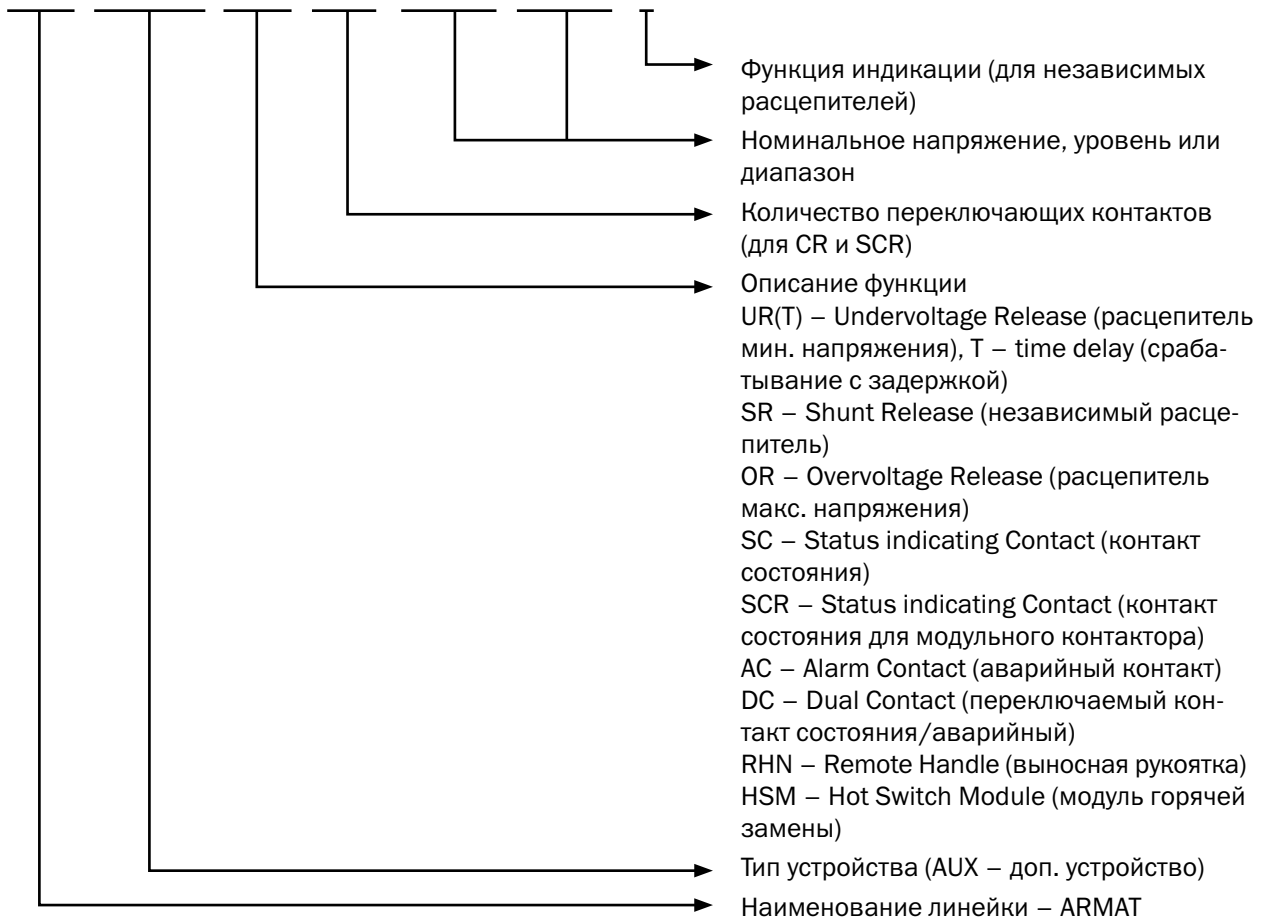 Функция индикации (для независимых
расцепителей)
Номинальное напряжение, уровень или
диапазон
Количество переключающих контактов
(для CR и SCR)
Описание функции
UR(T) – Undervoltage Release (расцепитель
мин. напряжения), T – time delay (сраба-
тывание с задержкой)
SR – Shunt Release (независимый расце-
питель)
OR – Overvoltage Release (расцепитель
макс. напряжения)
SC – Status indicating Contact (контакт
состояния)
SCR – Status indicating Contact (контакт
состояния для модульного контактора)
AC – Alarm Contact (аварийный контакт)
DC – Dual Contact (переключаемый кон-
такт состояния/аварийный)
RHN – Remote Handle (выносная рукоятка)
HSM – Hot Switch Module (модуль горячей
замены)
Тип устройства (AUX – доп. устройство)
Наименование линейки – ARMAT